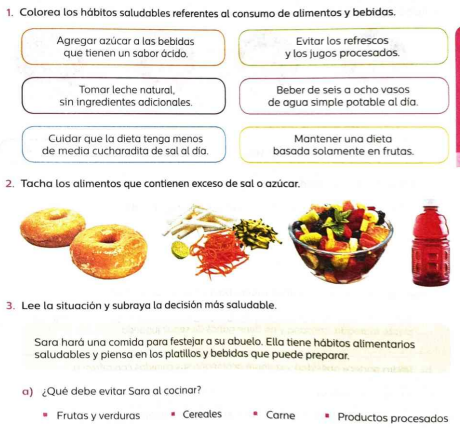 1. Colorea los hábitos saludables referentes al consumo de alimentos y bebidas.
Agregar azúcar a las bebidas
que tienen un sabor ácido.
Evitar los refrescos
y los jugos procesados.
Tomar leche natural,
sin ingredientes adicionales.
Beber de seis a ocho vasos
de agua simple potable al día.
Cuidar que la dieta tenga menos
de media cucharadita de sal al día.
Mantener una dieta
basada solamente en frutas.
2. Tacha los alimentos que contienen exceso de sal o azúcar.
3. Lee la situación y subraya la decisión más saludable.
Sara hará una comida para festejar a su abuelo. Ella tiene hábitos alimentarios
saludables y piensa en los platillos y bebidas que puede preparar.
a) ¿Qué debe evitar Sara al cocinar?
▪ Frutas y verduras ▪ Cereales ▪ Carne ▪ Productos procesados